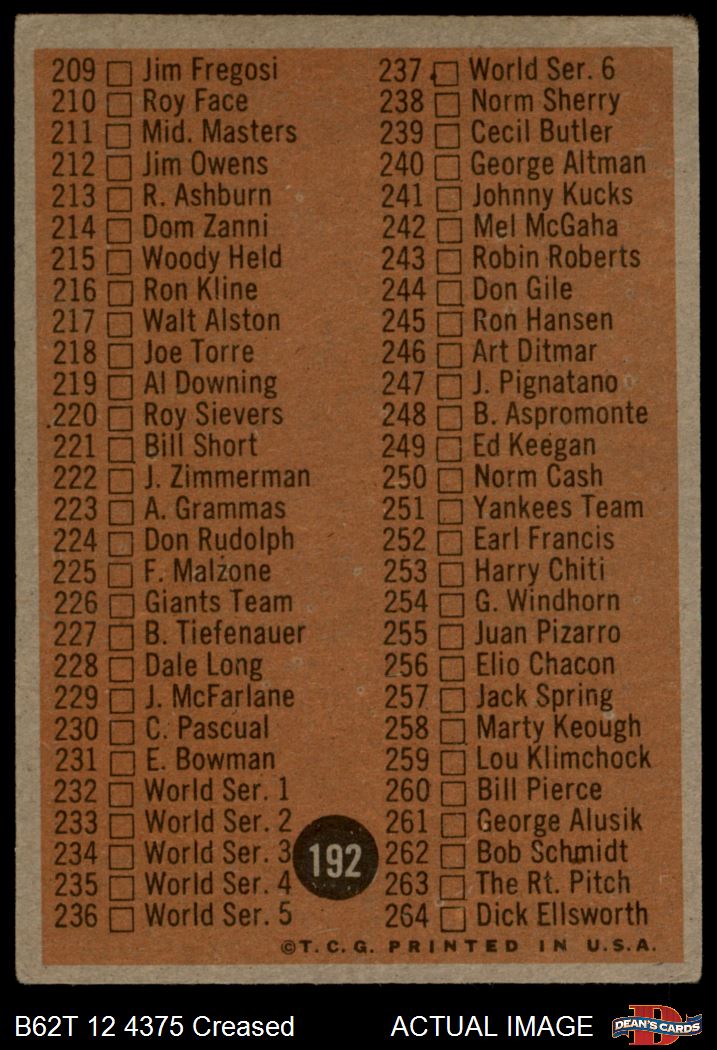 209 Jim Fregosi
210 Roy Face
211 Mid. Masters
212 Jim Owens
213 R. Ashburn
214 Dom Zanni
215 Woody Held
216 Ron Kline
217 Walt Alston
218 Joe Torre
219 Al Downing
220 Roy Sievers
221 Bill Short
222 J. Zimmerman
223 A. Grammas
224 Don Rudolph
225 F. Malzone
226 Giants Team
227 B. Tiefenauer
228 Dale Long
229 J. McFarlane
230 C. Pascual
231 E. Bowman
232 World Ser. 1
233 World Ser. 2
234 World Ser. 3
235 World Ser. 4
236 World Ser. 5
237 World Ser. 6
238 Norm Sherry
239 Cecil Butler
240 George Altman
241 Johnny Kucks
242 Mel McGaha
243 Robin Roberts
244 Don Gile
245 Ron Hansen
246 Art Ditmar
247 J. Pignatano
248 B. Aspromonte
249 Ed Keegan
250 Norm Cash
251 Yankees Team
252 Earl Francis
253 Harry Chiti
254 G. Windhorn
255 Juan Pizarro
256 Elio Chacon
257 Jack Spring
258 Marty Keough
259 Lou Klimchock
260 Bill Pierce
261 George Alusik
262 Bob Schmidt
263 The Rt. Pitch
264 Dick Ellsworth
192
©T.C.G. PRINTED IN U.S.A.
B62T 12 4375 Creased
ACTUAL IMAGE
D
DEAN'S CARDS